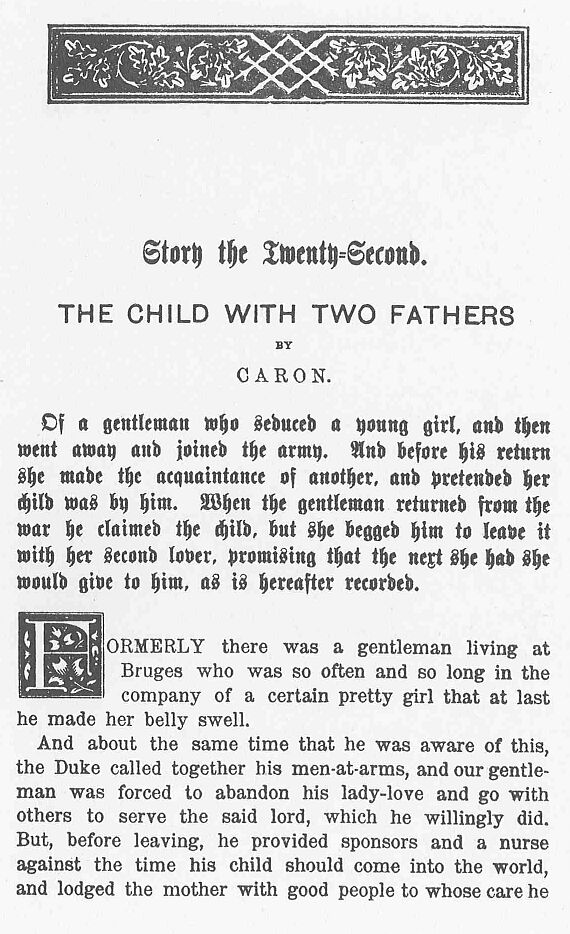 Story the Twenty-Second.
THE CHILD WITH TWO FATHERS
BY
CARON.
Of a gentleman who seduced a young girl, and then
went away and joined the army. And before his return
she made the acquaintance of another, and pretended her
child was by him. When the gentleman returned from the
war he claimed the child, but she begged him to leave it
with her second lover, promising that the next she had she
would give to him, as is hereafter recorded.
FORMERLY there was a gentleman living at
Bruges who was so often and so long in the
company of a certain pretty girl that at last
he made her belly swell.
And about the same time that he was aware of this,
the Duke called together his men-at-arms, and our gentle-
man was forced to abandon his lady-love and go with
others to serve the said lord, which he willingly did.
But, before leaving, he provided sponsors and a nurse
against the time his child should come into the world,
and lodged the mother with good people to whose care he